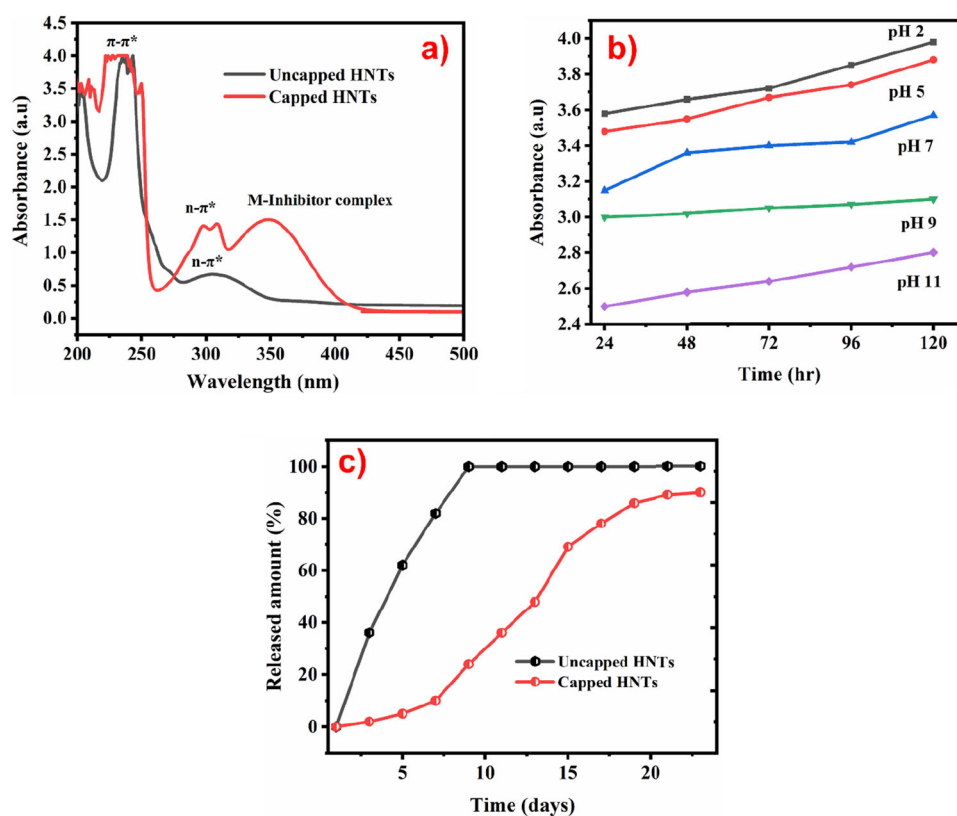 a)
π-π*
Uncapped HNTs
Capped HNTs
M-Inhibitor complex
n-π*
n-π*
4.5
4.0
3.5
3.0
2.5
2.0
1.5
1.0
0.5
0.0
Absorbance (a.u)
200 250 300 350 400 450 500
Wavelength (nm)
b)
pH 2
pH 5
pH 7
pH 9
pH 11
4.0
3.8
3.6
3.4
3.2
3.0
2.8
2.6
2.4
Absorbance (a.u)
24 48 72 96 120
Time (hr)
c)
100
80
60
40
20
0
Released amount (%)
Uncapped HNTs
Capped HNTs
5 10 15 20
Time (days)